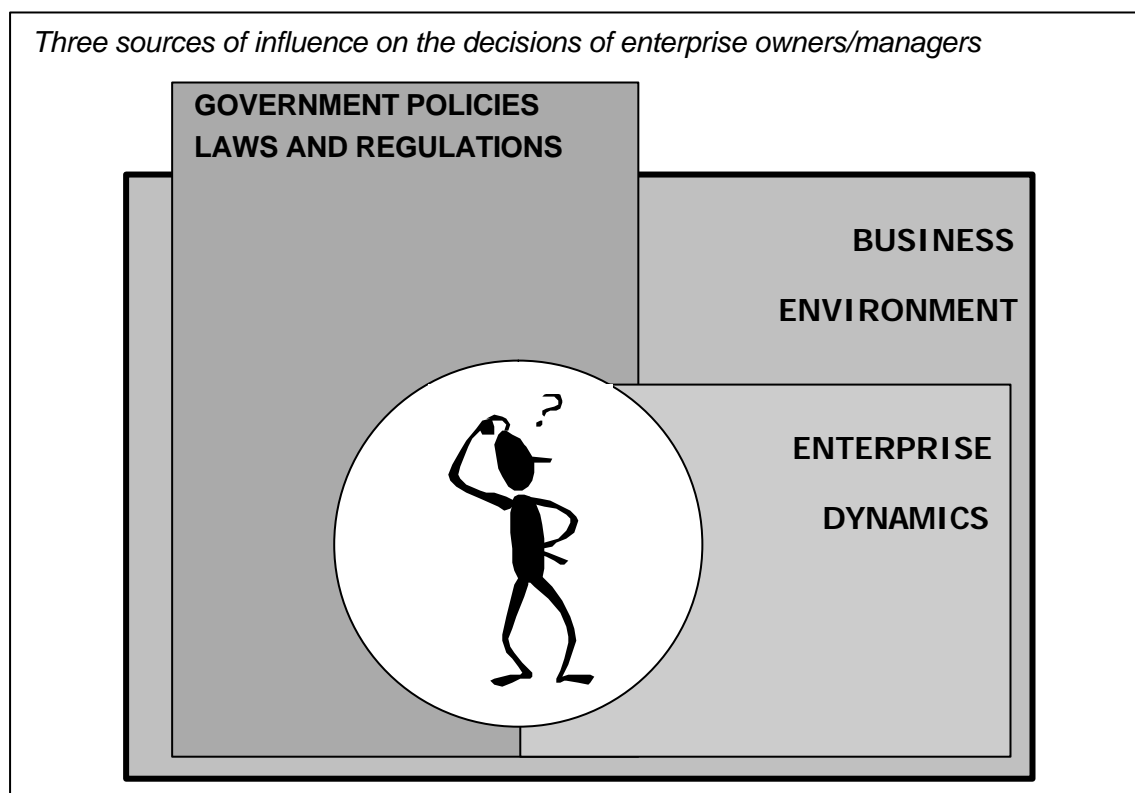 Three sources of influence on the decisions of enterprise owners/managers
GOVERNMENT POLICIES
LAWS AND REGULATIONS
BUSINESS
ENVIRONMENT
?
ENTERPRISE
DYNAMICS